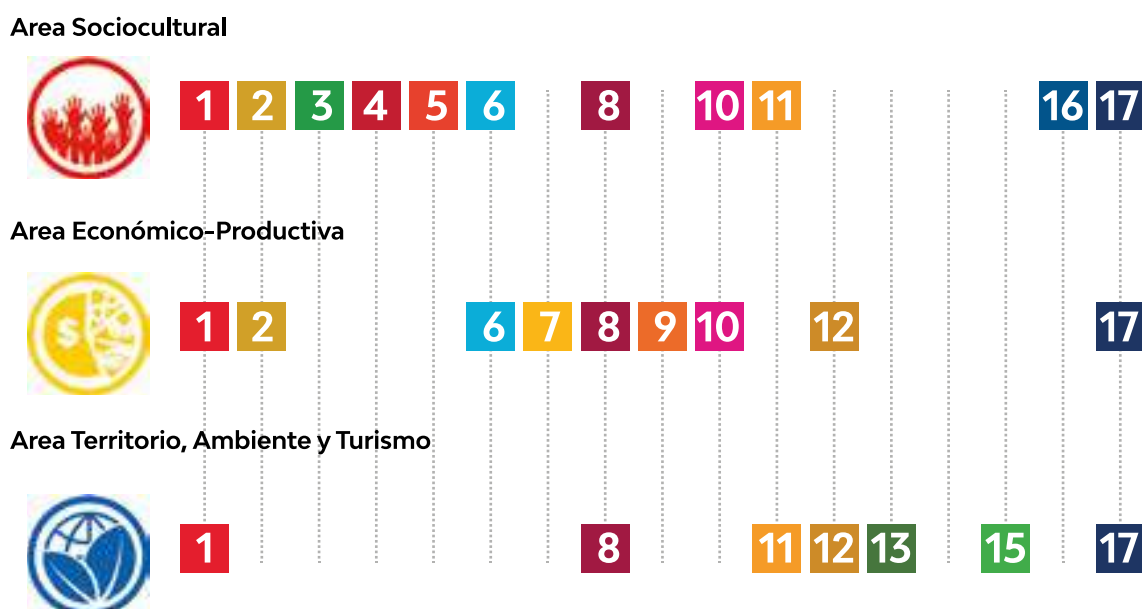 Area Sociocultural
1 2 3 4 5 6 8 10 11 16 17
Area Económico-Productiva
$
1 2 6 7 8 9 10 12 17
Area Territorio, Ambiente y Turismo
1 8 11 12 13 15 17